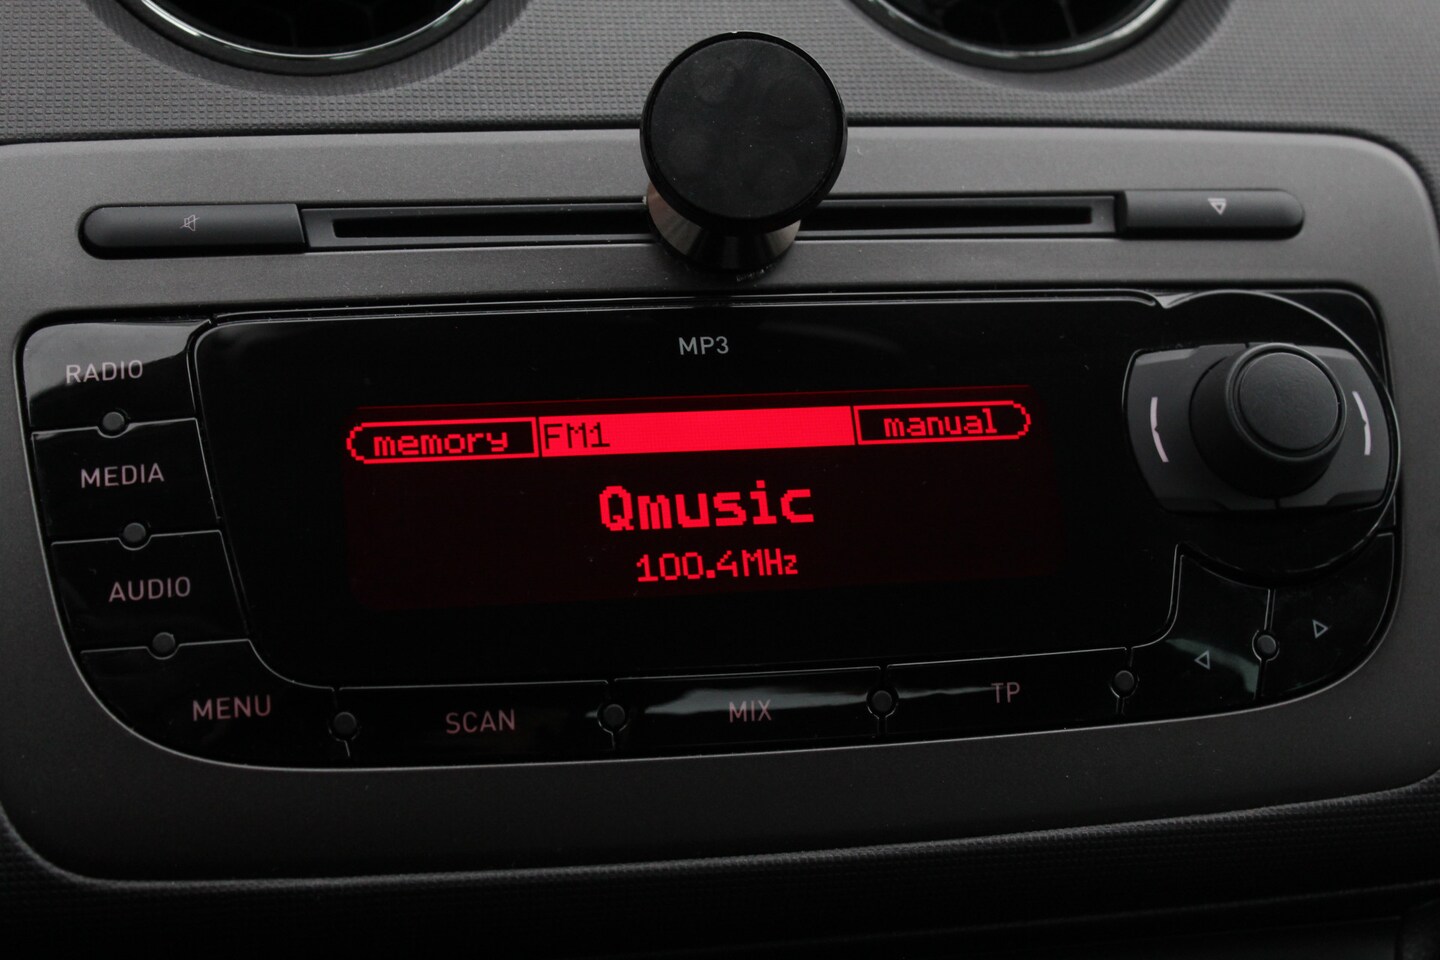 MP3
RADIO
memory FM1 manual
MEDIA
Qmusic
100.4MHz
AUDIO
MENU
SCAN
MIX
TP